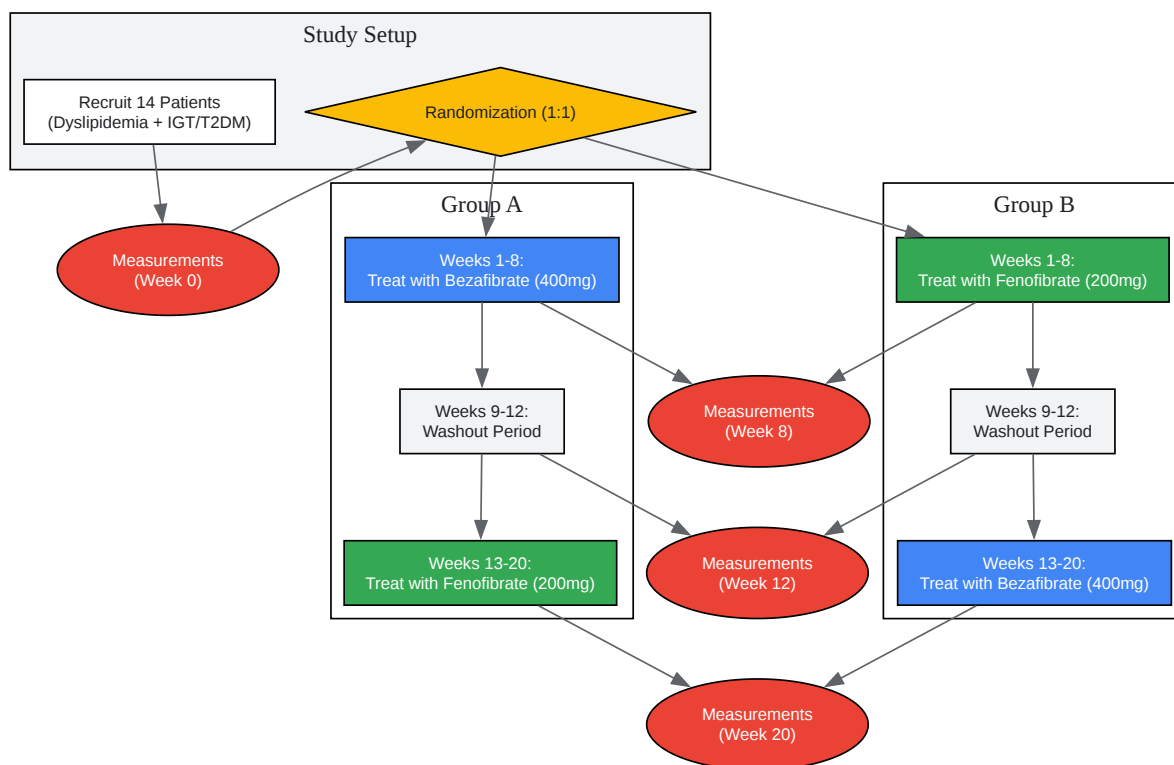 Study Setup
Recruit 14 Patients
(Dyslipidemia + IGT/T2DM)
Randomization (1:1)
Measurements
(Week 0)
Group A
Group B
Weeks 1-8:
Treat with Bezafibrate (400mg)
Weeks 1-8:
Treat with Fenofibrate (200mg)
Measurements
(Week 8)
Weeks 9-12:
Washout Period
Weeks 9-12:
Washout Period
Measurements
(Week 12)
Weeks 13-20:
Treat with Fenofibrate (200mg)
Weeks 13-20:
Treat with Bezafibrate (400mg)
Measurements
(Week 20)